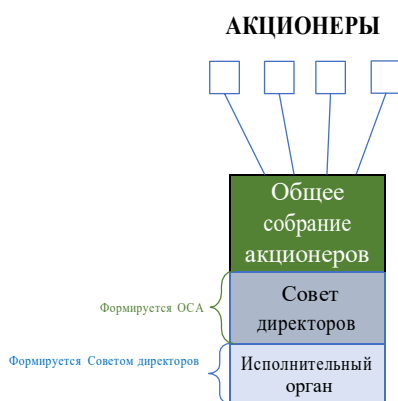 АКЦИОНЕРЫ
Общее
собрание
акционеров
Формируется ОСА
Совет
директоров
Формируется Советом директоров
Исполнительный
орган